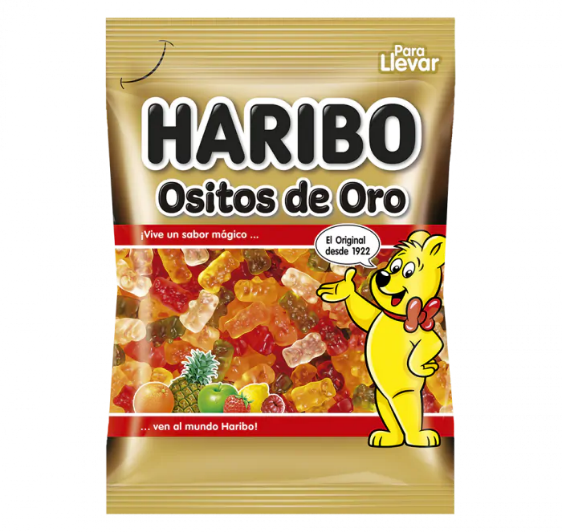 Para
Llevar
HARIBO
Ositos de Oro
¡Vive un sabor mágico ...
El Original
desde 1922
... ven al mundo Haribo!